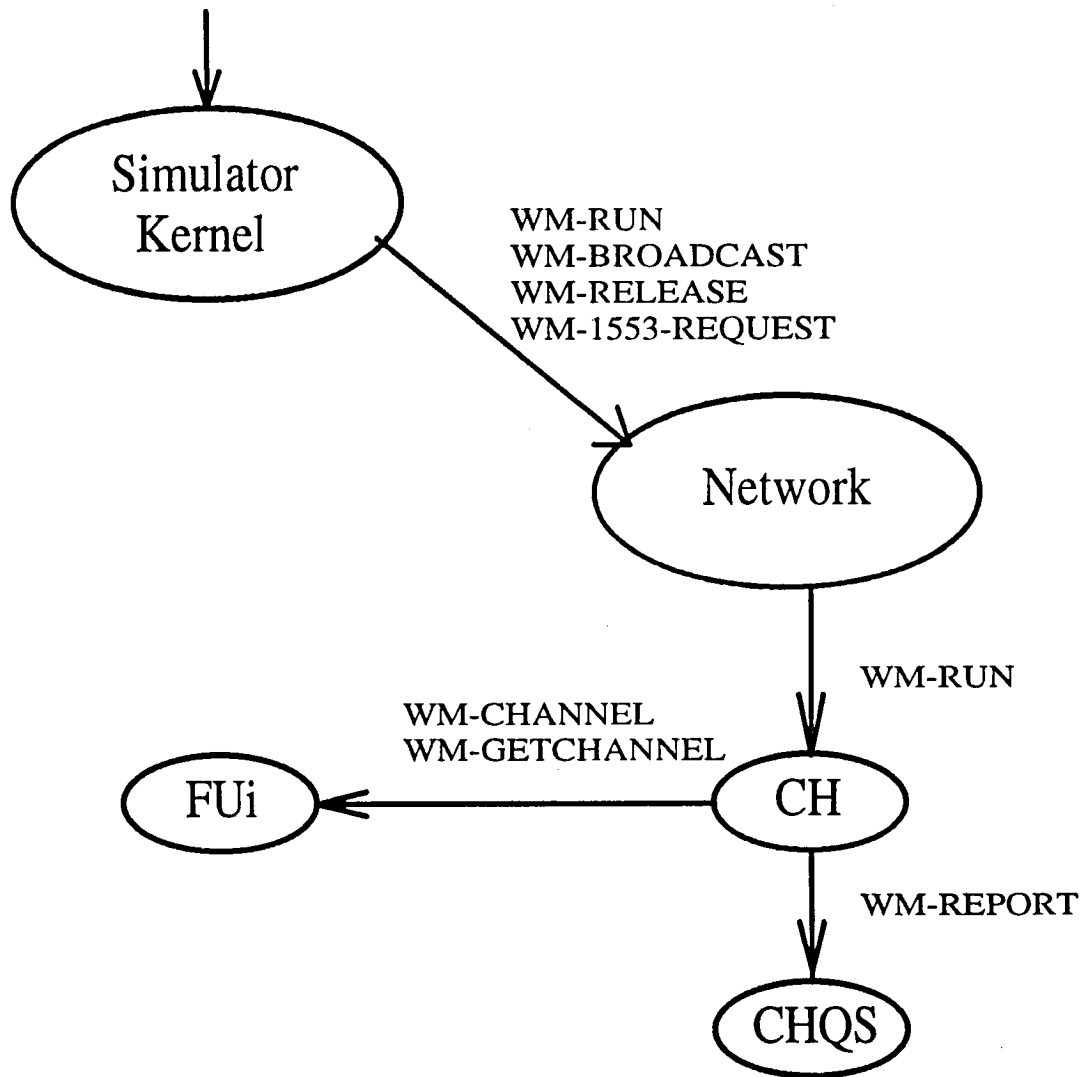 Simulator
Kernel
WM-RUN
WM-BROADCAST
WM-RELEASE
WM-1553-REQUEST
Network
WM-RUN
WM-CHANNEL
WM-GETCHANNEL
FUi
CH
WM-REPORT
CHQS